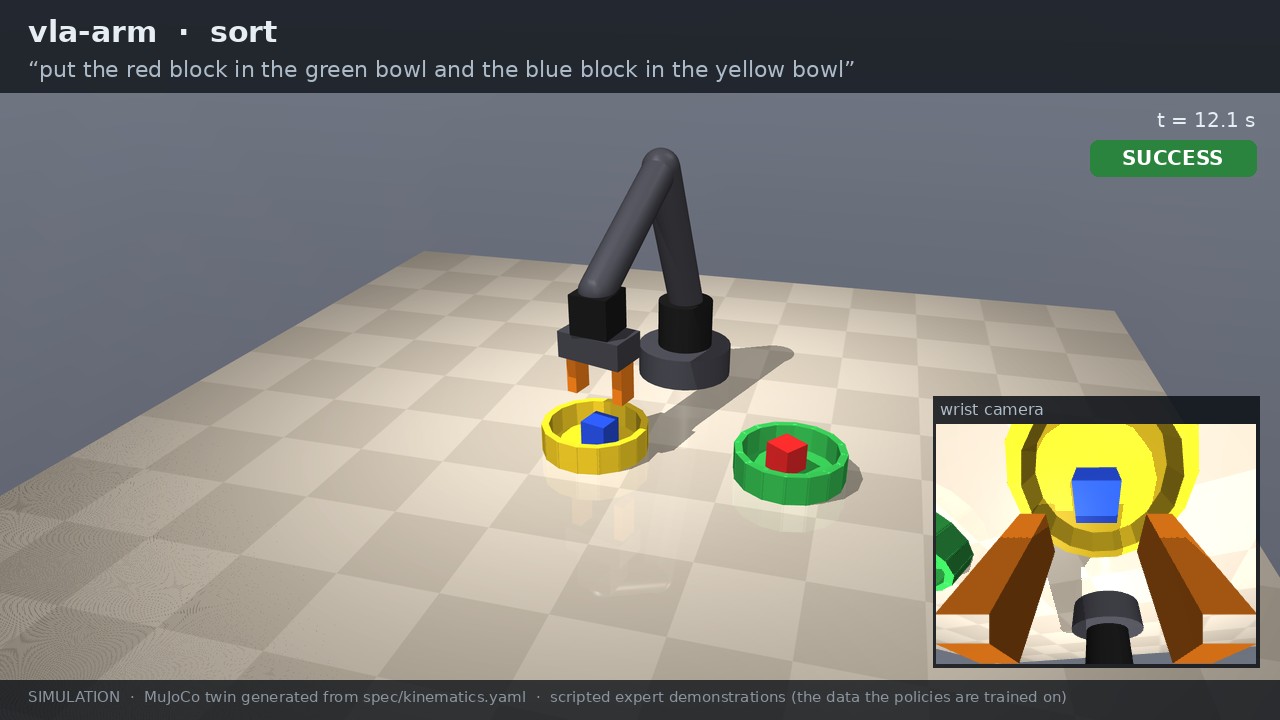 vla-arm · sort
“put the red block in the green bowl and the blue block in the yellow bowl”
t = 12.1 s
SUCCESS
wrist camera
SIMULATION · MuJoCo twin generated from spec/kinematics.yaml · scripted expert demonstrations (the data the policies are trained on)